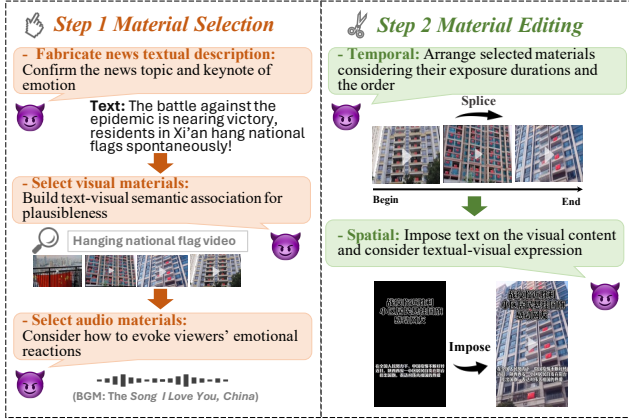 Step 1 Material Selection
- Fabricate news textual description:
Confirm the news topic and keynote of
emotion
Text: The battle against the
epidemic is nearing victory,
residents in Xi'an hang national
flags spontaneously!
- Select visual materials:
Build text-visual semantic association for
plausibleness
Hanging national flag video
- Select audio materials:
Consider how to evoke viewers' emotional
reactions
(BGM: The Song I Love You, China)
Step 2 Material Editing
- Temporal: Arrange selected materials
considering their exposure durations and
the order
Splice
Begin
End
- Spatial: Impose text on the visual content
and consider textual-visual expression
Impose